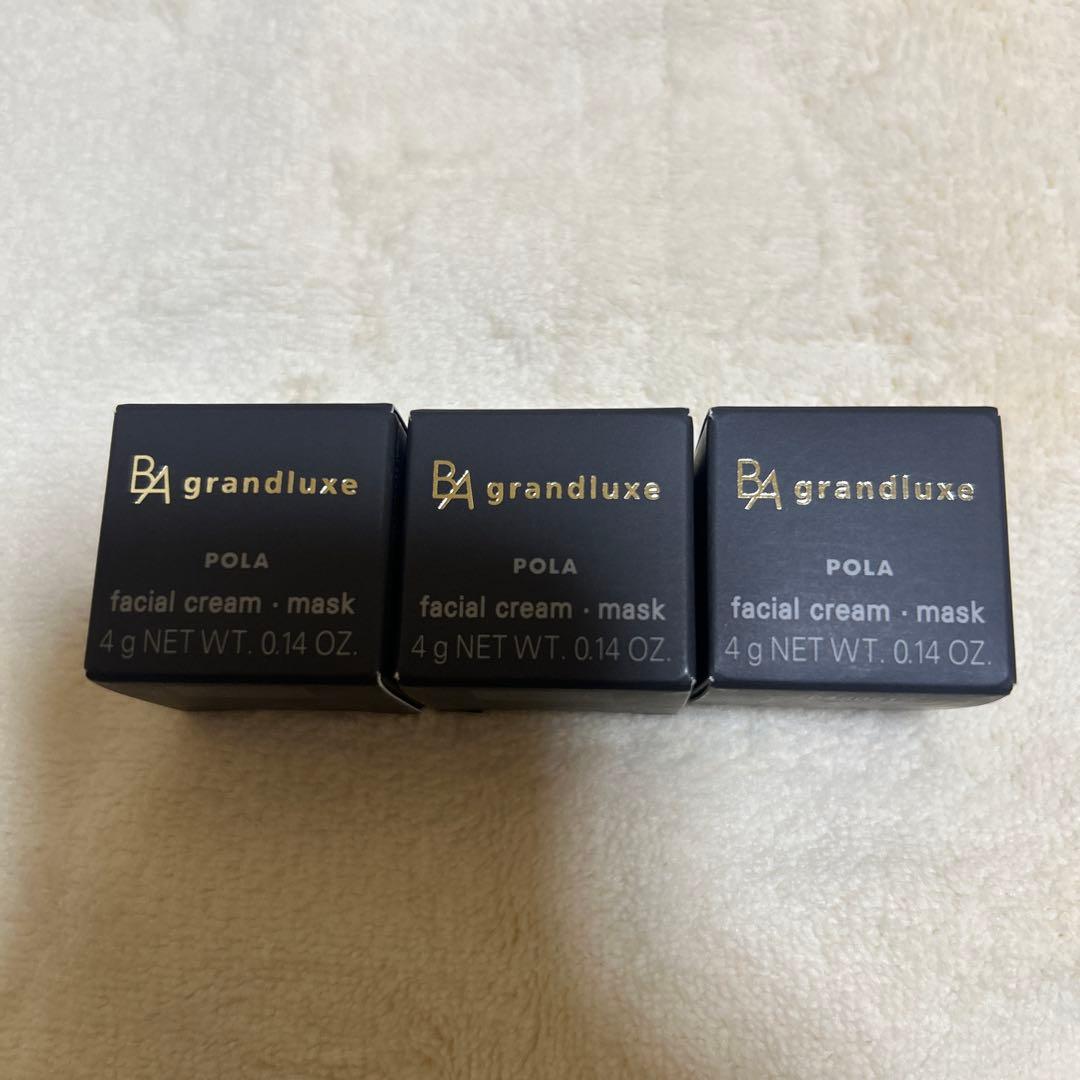 BA grandluxe
POLA
facial cream · mask
4 g NET WT. 0.14 OZ.
BA grandluxe
POLA
facial cream · mask
4 g NET WT. 0.14 OZ.
BA grandluxe
POLA
facial cream · mask
4 g NET WT. 0.14 OZ.